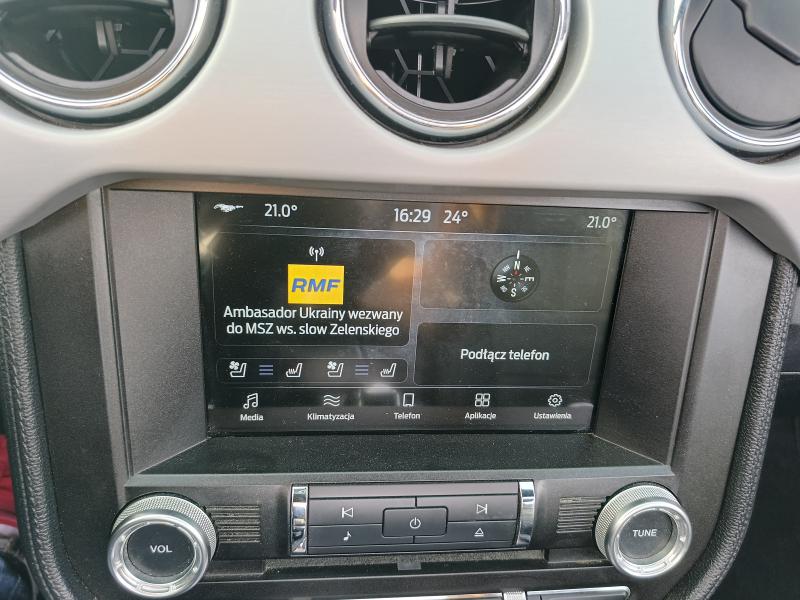 21.0° 16:29 24° 21.0°
RMF
Ambasador Ukrainy wezwany
do MSZ ws. slow Zelenskiego
N
W E
S
Podłącz telefon
Media Klimatyzacja Telefon Aplikacje Ustawienia
VOL TUNE